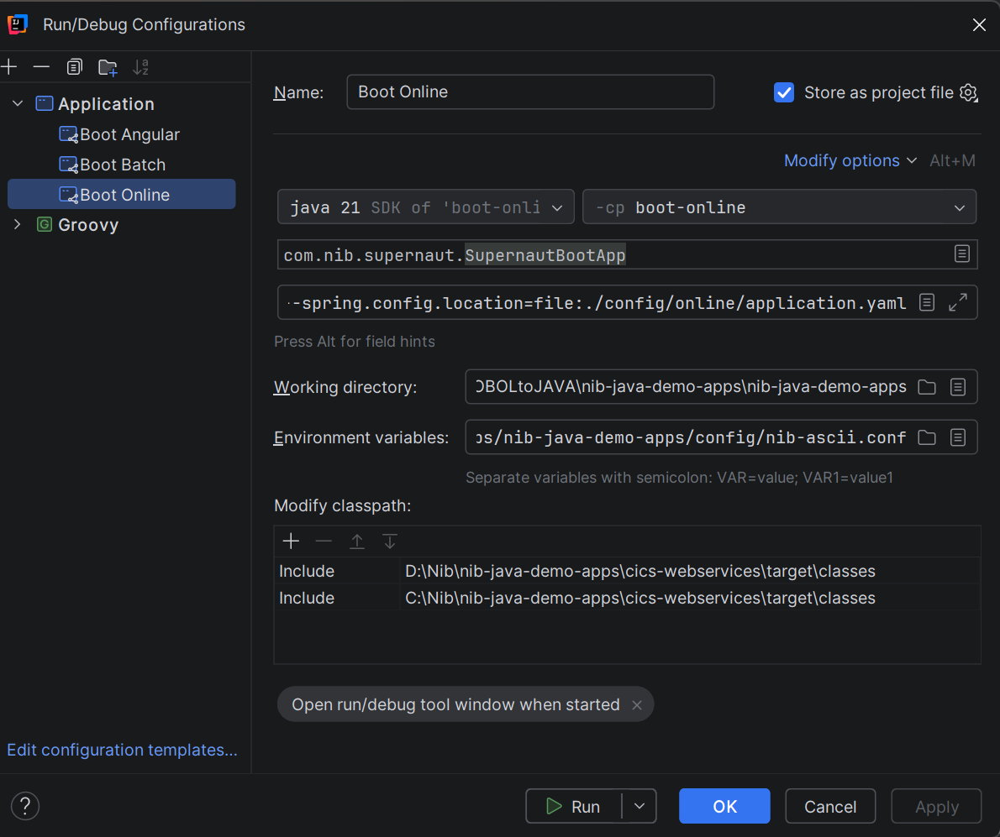 Run/Debug Configurations
Name:
Boot Online
Store as project file
Application
Boot Angular
Boot Batch
Boot Online
Groovy
Modify options
Alt+M
java 21 SDK of 'boot-onli
-cp boot-online
com.nib.supernaut.SupernautBootApp
--spring.config.location=file:./config/online/application.yaml
Press Alt for field hints
Working directory:
OBOLtoJAVA\nib-java-demo-apps\nib-java-demo-apps
Environment variables:
ps/nib-java-demo-apps/config/nib-ascii.conf
Separate variables with semicolon: VAR=value; VAR1=value1
Modify classpath:
Include D:\Nib\nib-java-demo-apps\cics-webservices\target\classes
Include C:\Nib\nib-java-demo-apps\cics-webservices\target\classes
Open run/debug tool window when started
Edit configuration templates...
?
Run
OK
Cancel
Apply